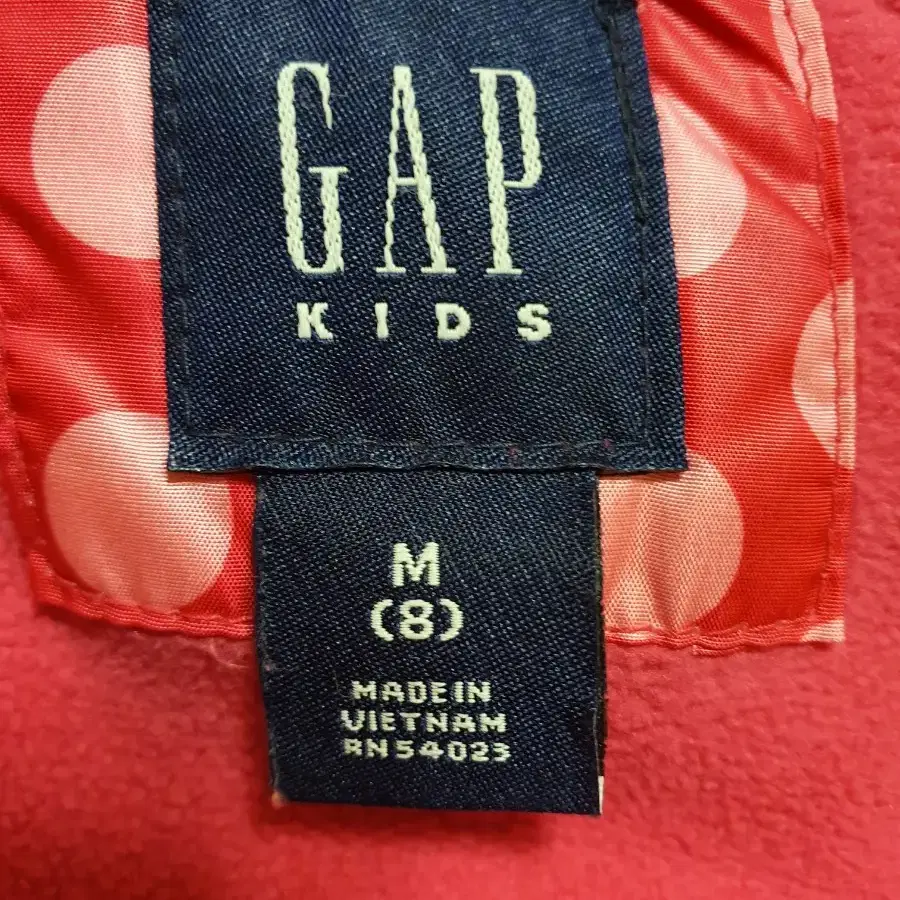 GAP
KIDS
M
(8)
MADE IN
VIETNAM
RN54023